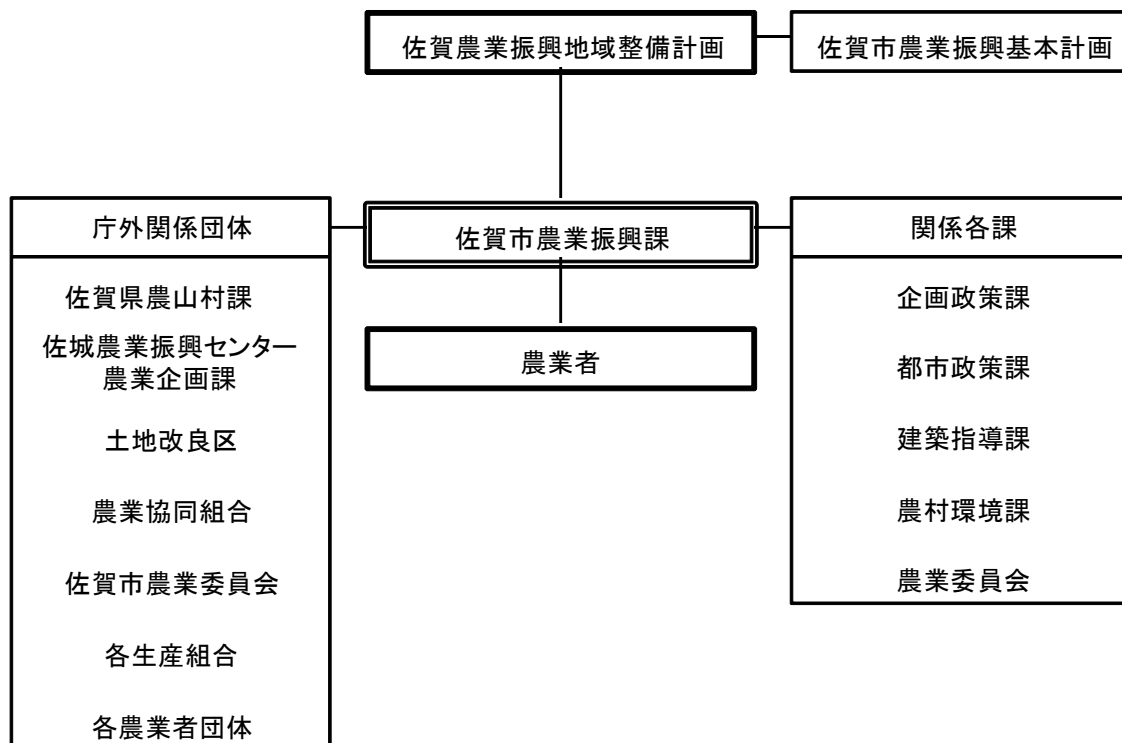 佐賀農業振興地域整備計画
佐賀市農業振興基本計画
庁外関係団体
佐賀市農業振興課
関係各課
佐賀県農山村課
佐城農業振興センター
農業企画課
土地改良区
農業協同組合
佐賀市農業委員会
各生産組合
各農業者団体
農業者
企画政策課
都市政策課
建築指導課
農村環境課
農業委員会